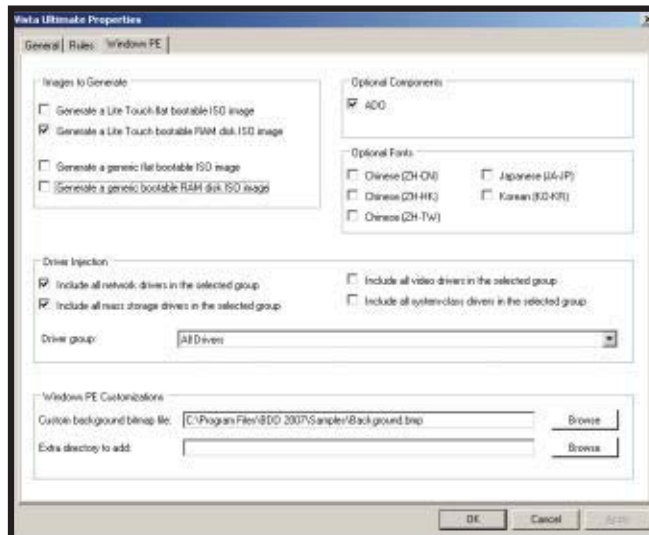 Vista Ultimate Properties
General
Rules
Windows PE
Images to Generate
Generate a Lite Touch flat bootable ISO image
Generate a Lite Touch bootable RAM disk ISO image
Generate a generic flat bootable ISO image
Generate a generic bootable RAM disk ISO image
Optional Components
ADO
Optional Fonts
Chinese (ZH-CN)
Japanese (JA-JP)
Chinese (ZH-HK)
Korean (KO-KR)
Chinese (ZH-TW)
Driver Injection
Include all network drivers in the selected group
Include all video drivers in the selected group
Include all mass storage drivers in the selected group
Include all system-class drivers in the selected group
Driver group:
All Drivers
Windows PE Customizations
Custom background bitmap file:
C:\Program Files\BDD 2007\Samples\Background.bmp
Browse
Extra directory to add:
Browse
OK
Cancel
Apply